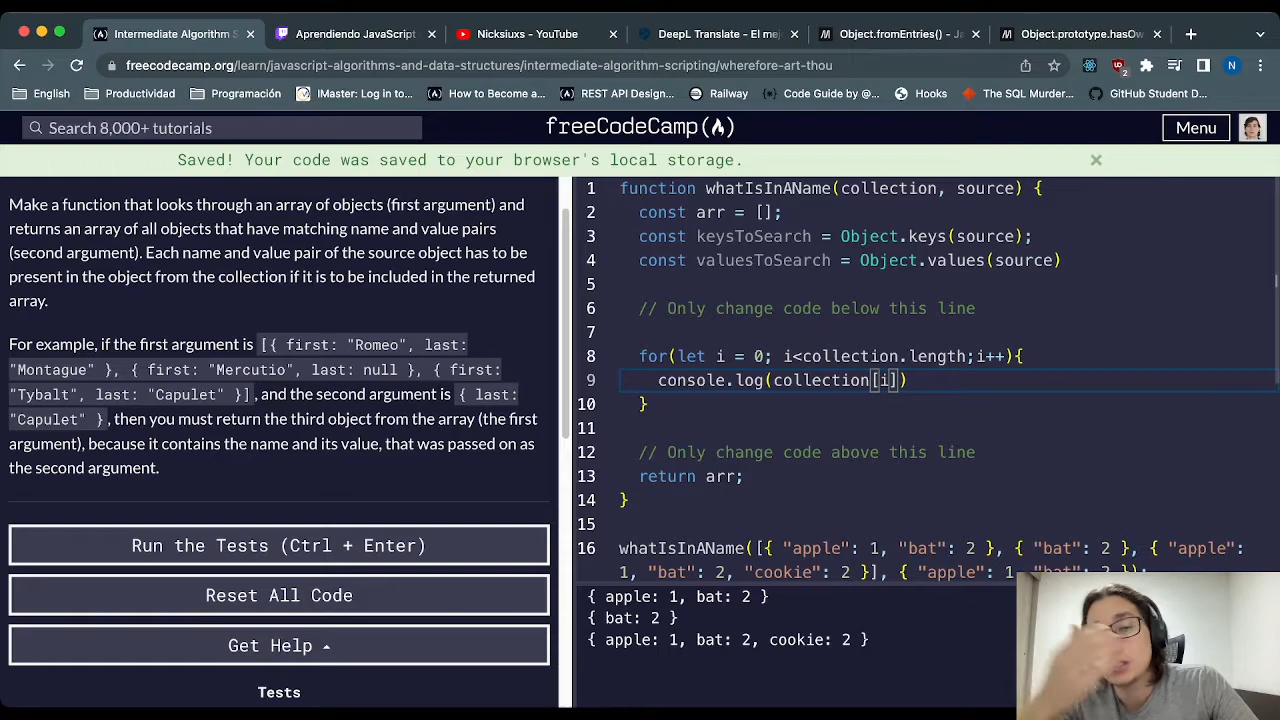 Intermediate Algorithm S
Aprendiendo JavaScript
Nicksiuxs - YouTube
DeepL Translate - El mej
Object.fromEntries() - Ja
Object.prototype.hasOw
freecodecamp.org/learn/javascript-algorithms-and-data-structures/intermediate-algorithm-scripting/wherefore-art-thou
2
N
English
Productividad
Programación
IMaster: Log in to...
How to Become a...
REST API Design...
Railway
Code Guide by @...
Hooks
The SQL Murder...
GitHub Student D...
Search 8,000+ tutorials
freeCodeCamp
Menu
Saved! Your code was saved to your browser's local storage.
Make a function that looks through an array of objects (first argument) and
returns an array of all objects that have matching name and value pairs
(second argument). Each name and value pair of the source object has to be
present in the object from the collection if it is to be included in the returned
array.
For example, if the first argument is [{ first: "Romeo", last:
"Montague" }, { first: "Mercutio", last: null }, { first:
"Tybalt", last: "Capulet" }], and the second argument is { last:
"Capulet" }, then you must return the third object from the array (the first
argument), because it contains the name and its value, that was passed on as
the second argument.
Run the Tests (Ctrl + Enter)
Reset All Code
Get Help
Tests
1 function whatIsInAName(collection, source) {
2 const arr = [];
3 const keysToSearch = Object.keys(source);
4 const valuesToSearch = Object.values(source)
5
6 // Only change code below this line
7
8 for(let i = 0; i<collection.length;i++){
9 console.log(collection[i])
10 }
11
12 // Only change code above this line
13 return arr;
14 }
15
16 whatIsInAName([{ "apple": 1, "bat": 2 }, { "bat": 2 }, { "apple":
1, "bat": 2, "cookie": 2 }], { "apple": 1, "bat": 2 });
{ apple: 1, bat: 2 }
{ bat: 2 }
{ apple: 1, bat: 2, cookie: 2 }